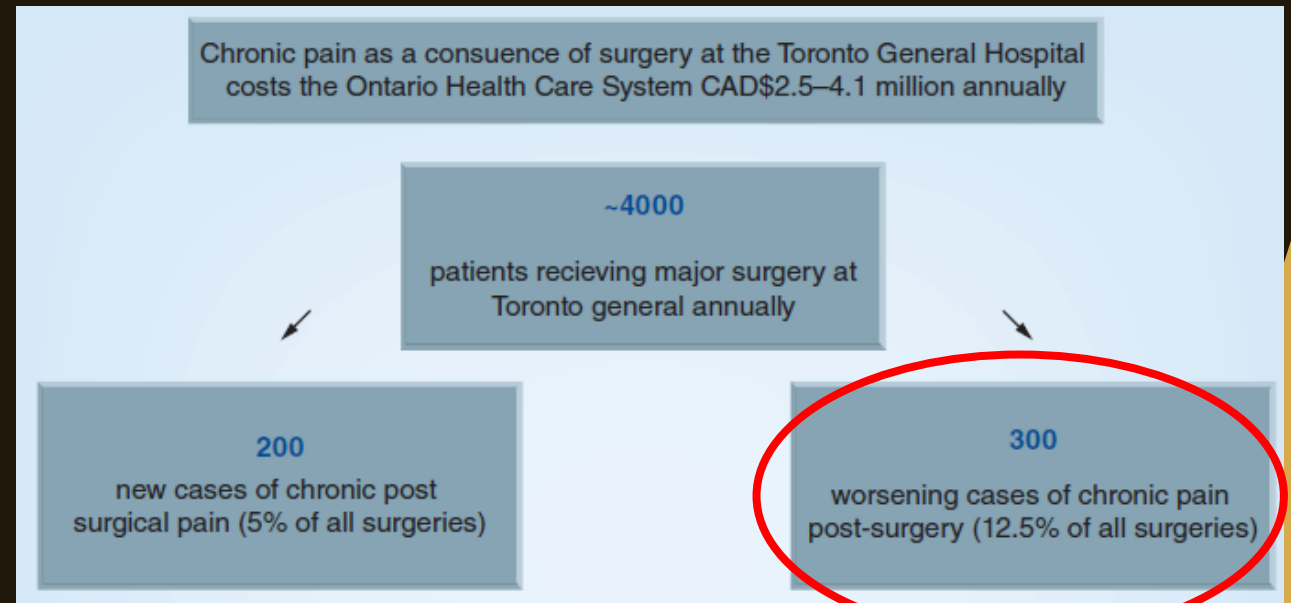 Chronic pain as a consuence of surgery at the Toronto General Hospital
costs the Ontario Health Care System CAD$2.5–4.1 million annually
~4000
patients recieving major surgery at
Toronto general annually
200
new cases of chronic post
surgical pain (5% of all surgeries)
300
worsening cases of chronic pain
post-surgery (12.5% of all surgeries)